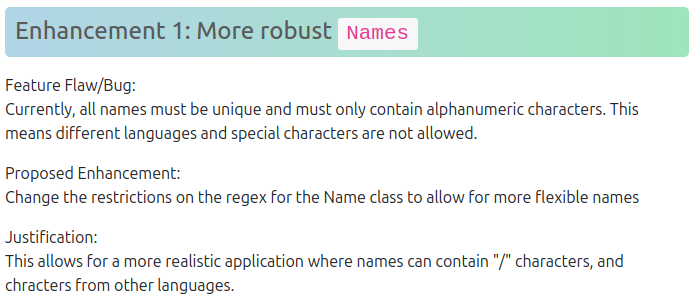 Enhancement 1: More robust Names
Feature Flaw/Bug:
Currently, all names must be unique and must only contain alphanumeric characters. This
means different languages and special characters are not allowed.
Proposed Enhancement:
Change the restrictions on the regex for the Name class to allow for more flexible names
Justification:
This allows for a more realistic application where names can contain "/" characters, and
chracters from other languages.